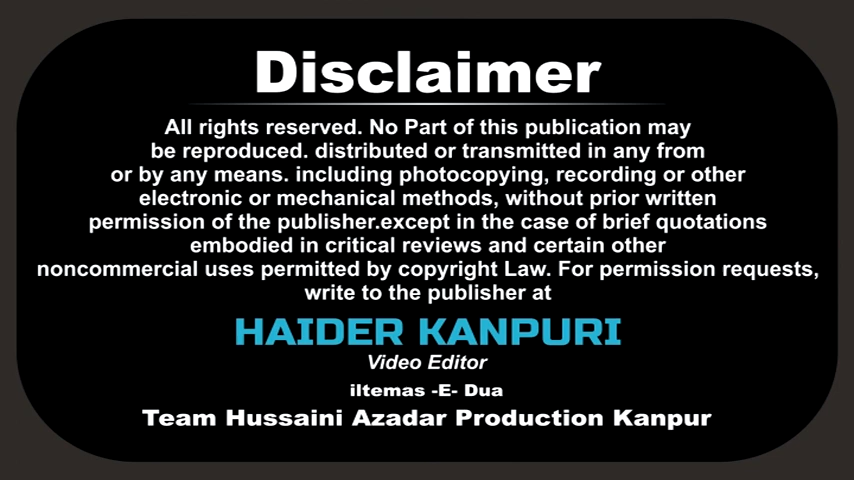 Disclaimer
All rights reserved. No Part of this publication may
be reproduced. distributed or transmitted in any from
or by any means. including photocopying, recording or other
electronic or mechanical methods, without prior written
permission of the publisher.except in the case of brief quotations
embodied in critical reviews and certain other
noncommercial uses permitted by copyright Law. For permission requests,
write to the publisher at
HAIDER KANPURI
Video Editor
iltemas -E- Dua
Team Hussaini Azadar Production Kanpur